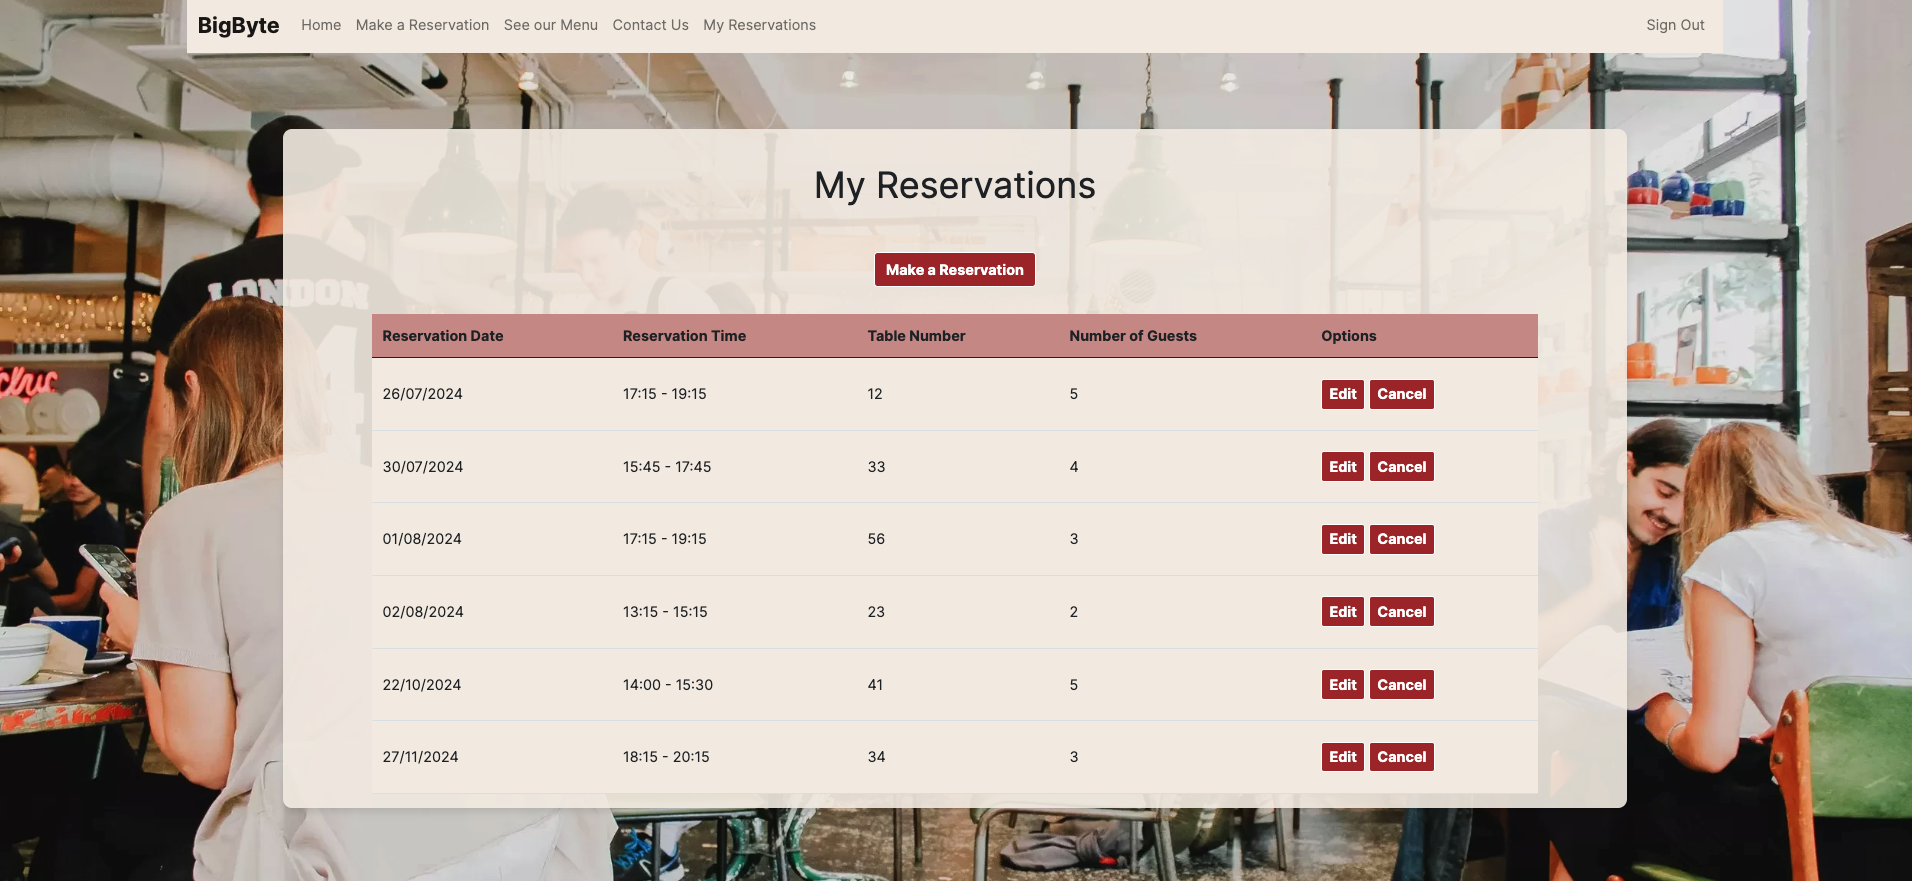 BigByte Home Make a Reservation See our Menu Contact Us My Reservations Sign Out
My Reservations
LONDON
Make a Reservation
Reservation Date Reservation Time Table Number Number of Guests Options
26/07/2024 17:15 - 19:15 12 5 Edit Cancel
30/07/2024 15:45 - 17:45 33 4 Edit Cancel
01/08/2024 17:15 - 19:15 56 3 Edit Cancel
02/08/2024 13:15 - 15:15 23 2 Edit Cancel
22/10/2024 14:00 - 15:30 41 5 Edit Cancel
27/11/2024 18:15 - 20:15 34 3 Edit Cancel